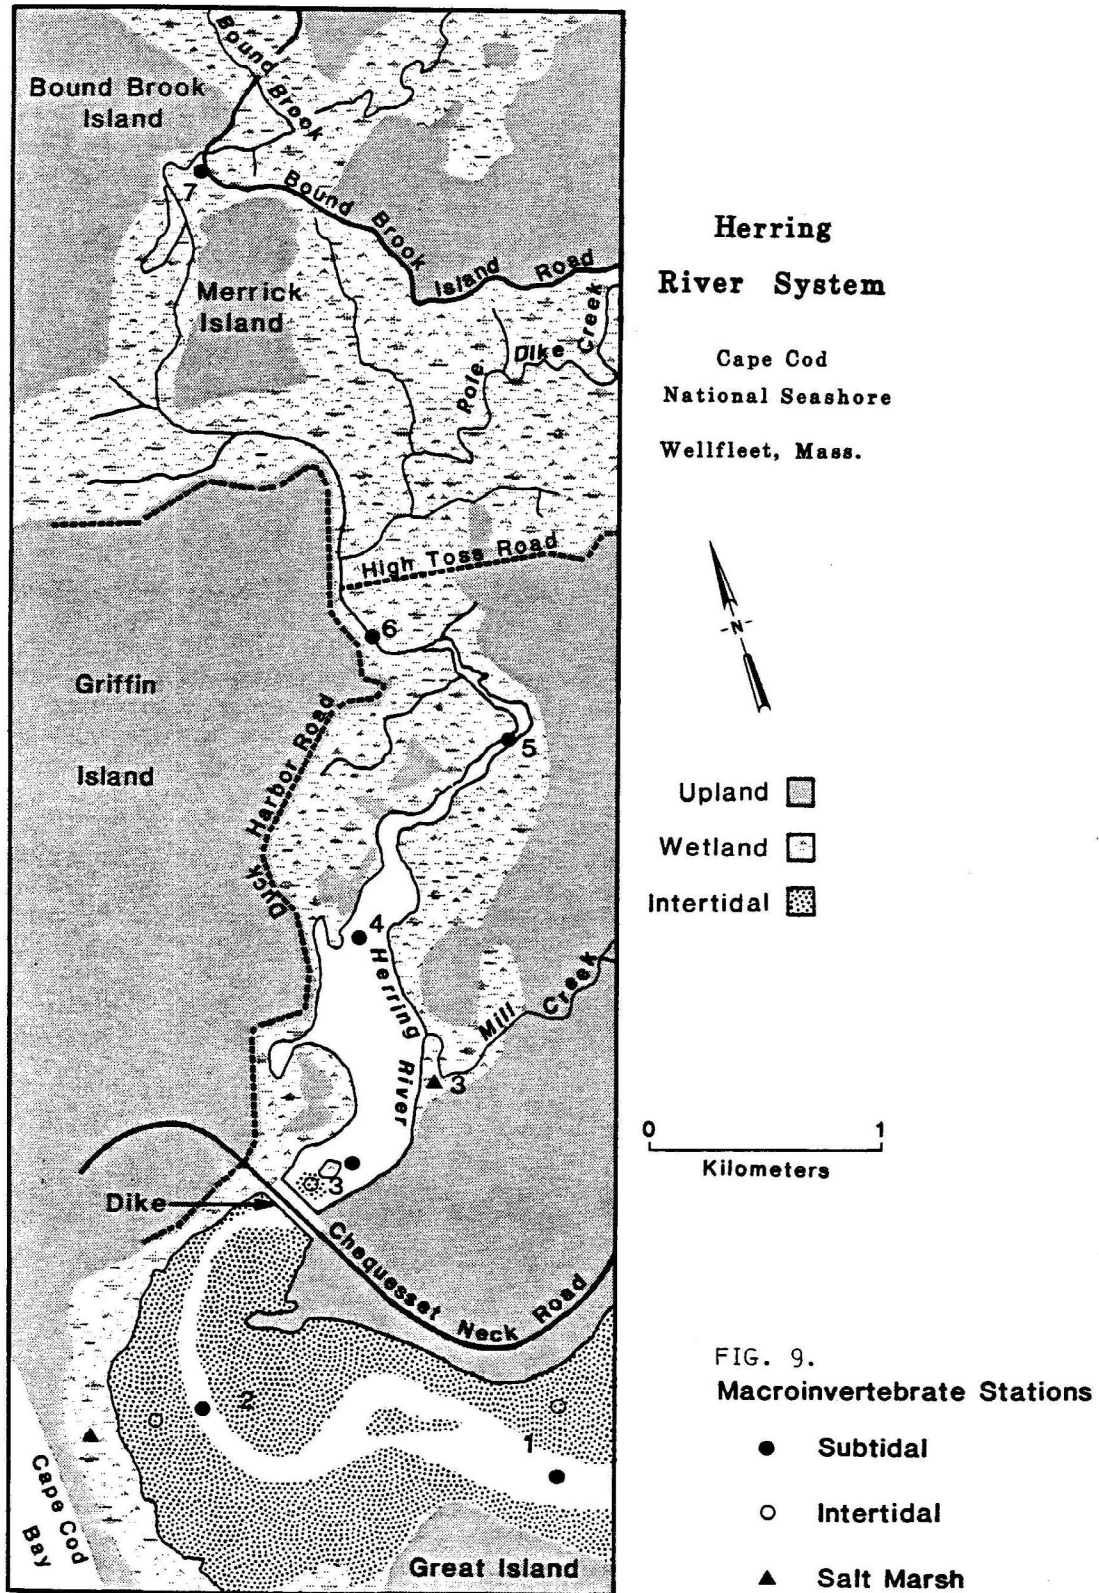 Bound Brook
Bound Brook
Island
7
Bound Brook Island Road
Merrick
Island
Pole Dike Creek
High Toss Road
6
Griffin
Island
Duck Harbor Road
5
4
Herring River
Mill Creek
3
3
Dike
Chequesset Neck Road
2
1
Cape Cod
Bay
Great Island
Herring
River System
Cape Cod
National Seashore
Wellfleet, Mass.
-N-
Upland
Wetland
Intertidal
0 1
Kilometers
FIG. 9.
Macroinvertebrate Stations
Subtidal
Intertidal
Salt Marsh